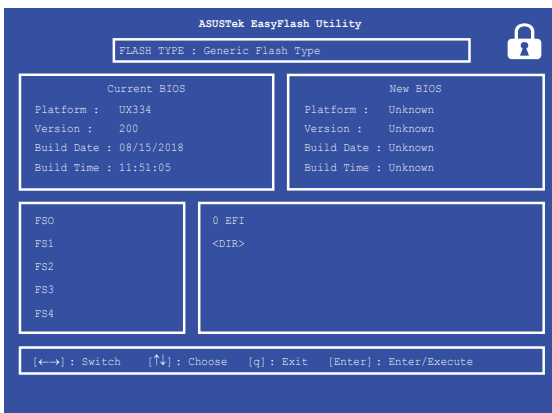 ASUSTek EasyFlash Utility
FLASH TYPE : Generic Flash Type
Current BIOS
Platform : UX334
Version : 200
Build Date : 08/15/2018
Build Time : 11:51:05
New BIOS
Platform : Unknown
Version : Unknown
Build Date : Unknown
Build Time : Unknown
FSO
FS1
FS2
FS3
FS4
0 EFI
<DIR>
[←→] : Switch [↑↓] : Choose [q] : Exit [Enter] : Enter/Execute